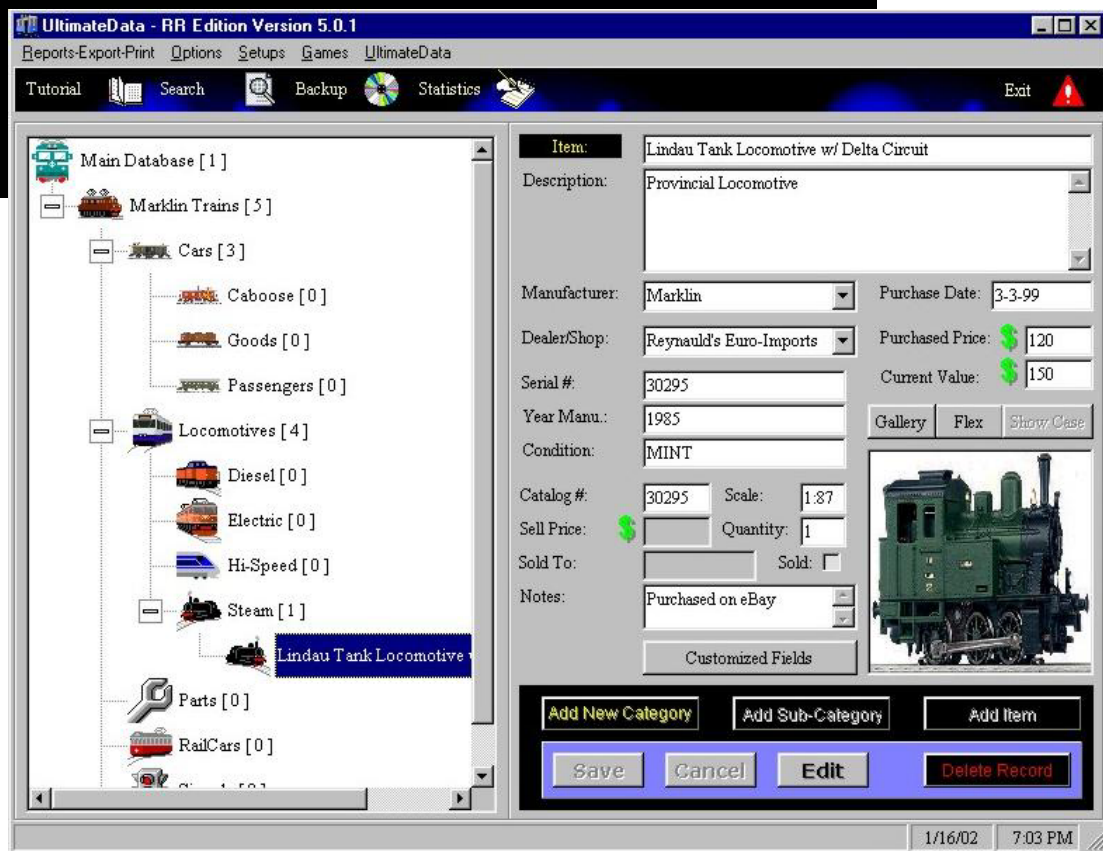 UltimateData - RR Edition Version 5.0.1
Reports-Export-Print Options Setups Games UltimateData
Tutorial Search Backup Statistics Exit
Main Database [ 1 ]
Marklin Trains [ 5 ]
Cars [ 3 ]
Caboose [ 0 ]
Goods [ 0 ]
Passengers [ 0 ]
Locomotives [ 4 ]
Diesel [ 0 ]
Electric [ 0 ]
Hi-Speed [ 0 ]
Steam [ 1 ]
Lindau Tank Locomotive
Parts [ 0 ]
RailCars [ 0 ]
Item: Lindau Tank Locomotive w/ Delta Circuit
Description: Provincial Locomotive
Manufacturer: Marklin Purchase Date: 3-3-99
Dealer/Shop: Reynauld's Euro-Imports Purchased Price: $ 120
Serial #: 30295 Current Value: $ 150
Year Manu.: 1985
Gallery Flex Show Case
Condition: MINT
Catalog #: 30295 Scale: 1:87
Sell Price: $ Quantity: 1
Sold To: Sold:
Notes: Purchased on eBay
Customized Fields
Add New Category Add Sub-Category Add Item
Save Cancel Edit Delete Record
1/16/02 7:03 PM